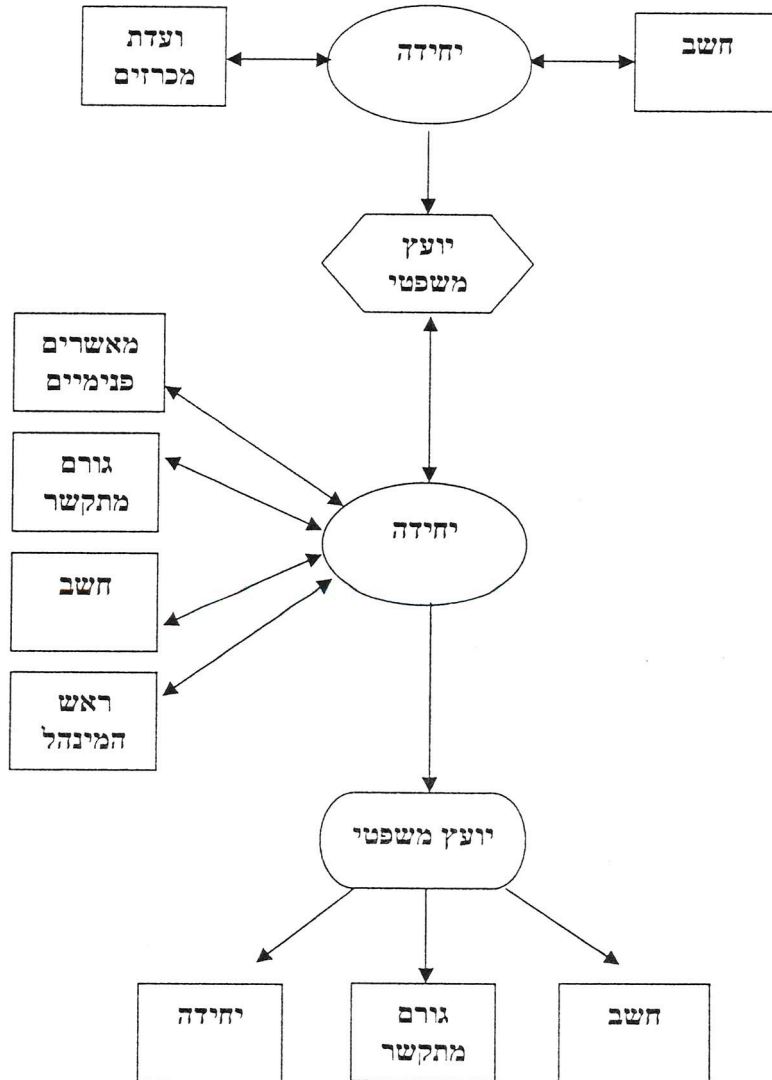 ועדת
מכרזים
יחידה
חשב
יועץ
משפטי
מאשרים
פנימיים
גורם
מתקשר
יחידה
חשב
ראש
המינהל
יועץ משפטי
יחידה
גורם
מתקשר
חשב